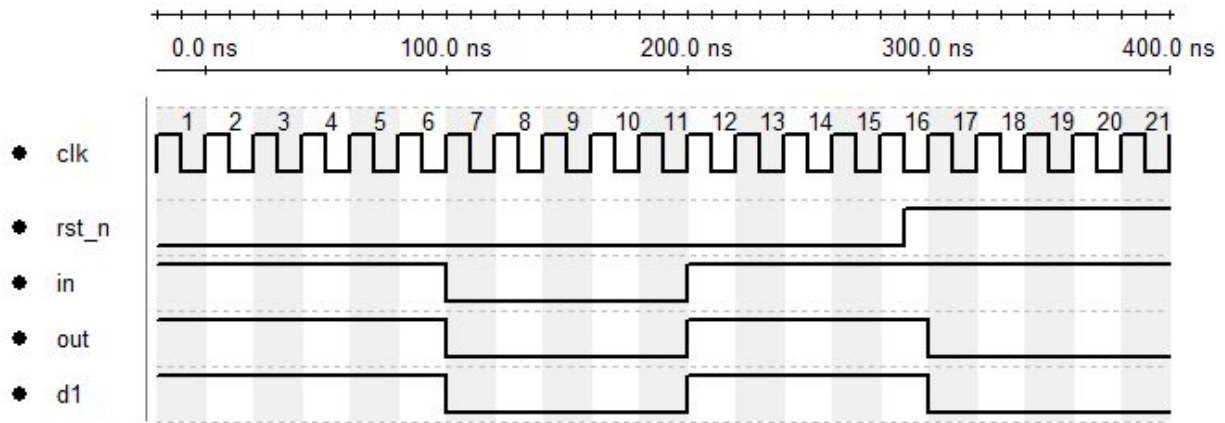 0.0 ns 100.0 ns 200.0 ns 300.0 ns 400.0 ns
1 2 3 4 5 6 7 8 9 10 11 12 13 14 15 16 17 18 19 20 21
clk
rst_n
in
out
d1